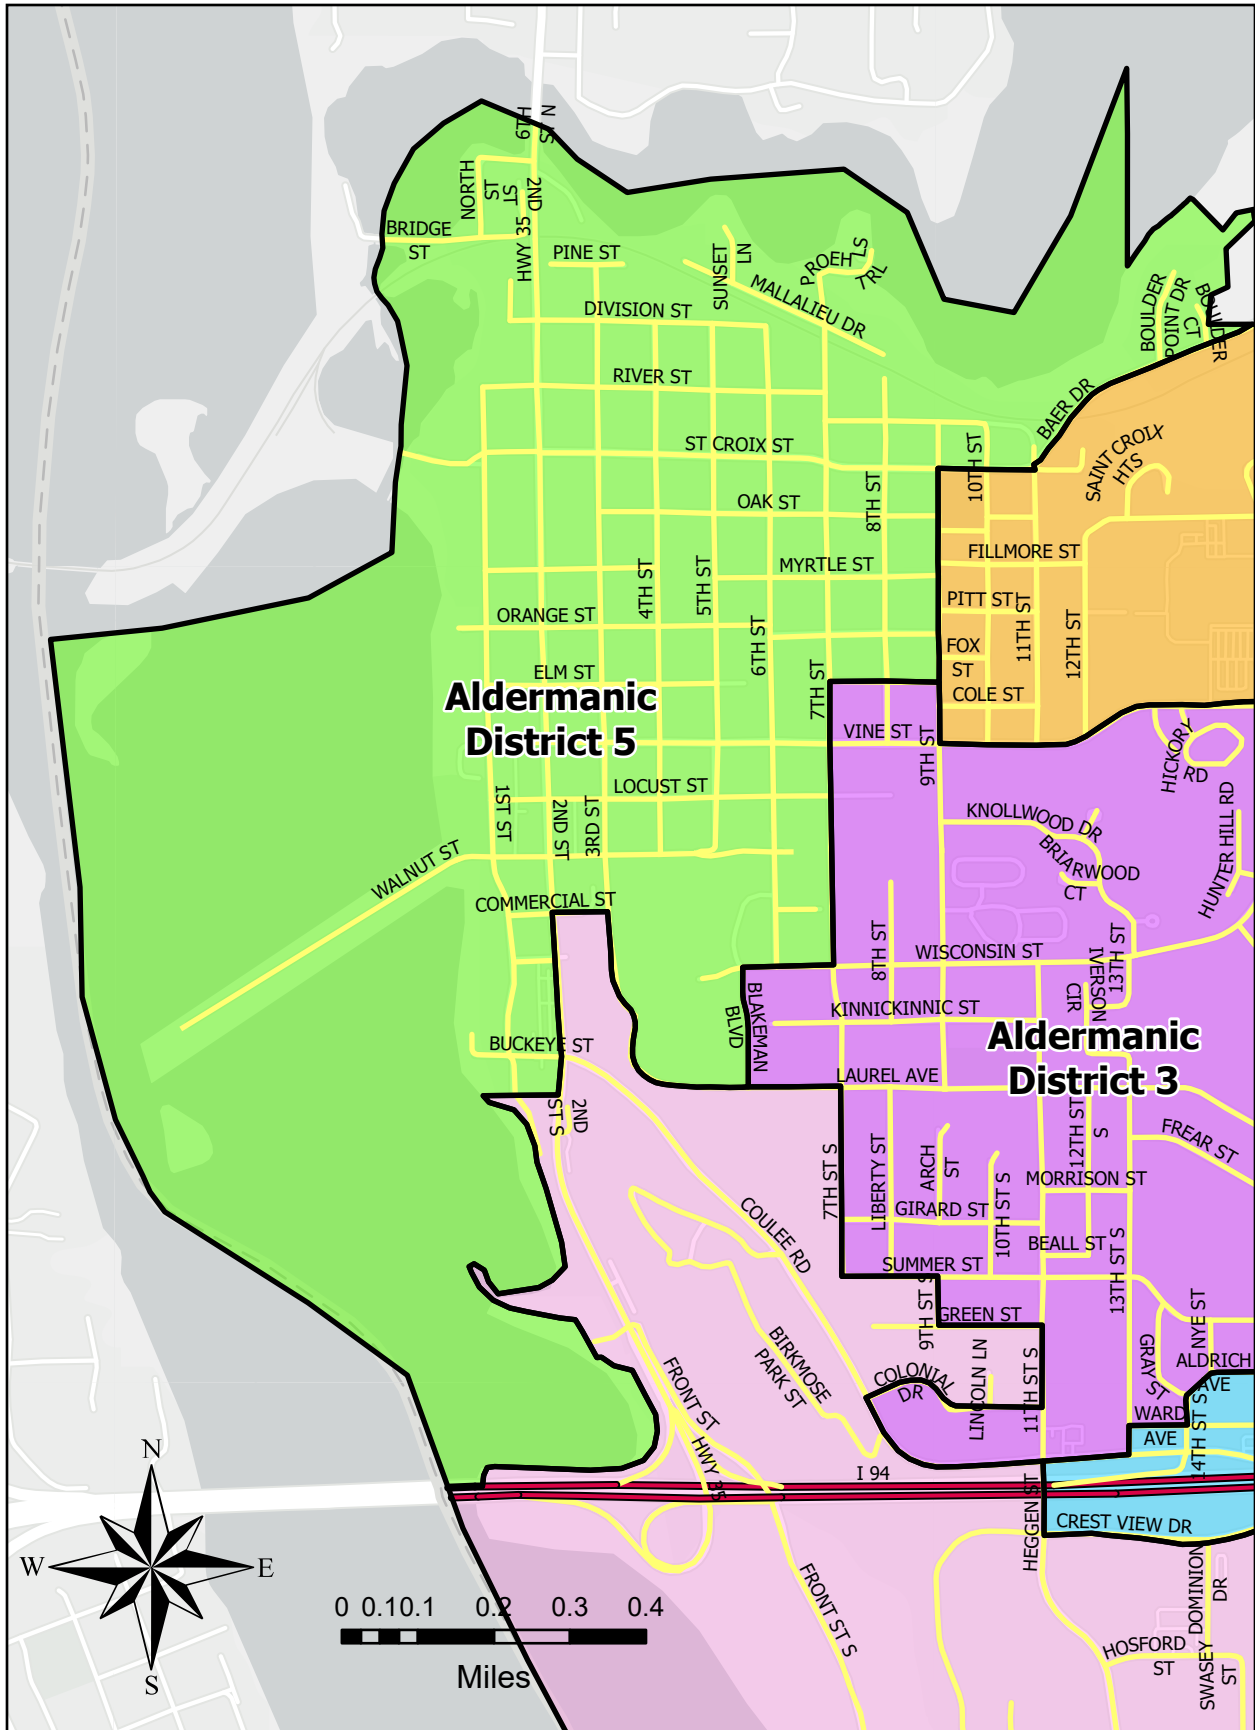 N 6TH ST
NORTH ST
2ND ST
HWY 35
BRIDGE ST
PINE ST
SUNSET LN
PROEHLS TRL
MALLALIEU DR
BOULDER POINT DR
BOULDER CT
DIVISION ST
RIVER ST
BAER DR
ST CROIX ST
10TH ST
SAINT CROIX HTS
OAK ST
8TH ST
FILLMORE ST
MYRTLE ST
4TH ST
5TH ST
PITT ST
11TH ST
12TH ST
ORANGE ST
6TH ST
FOX ST
ELM ST
7TH ST
COLE ST
Aldermanic
District 5
VINE ST
9TH ST
HICKORY RD
LOCUST ST
1ST ST
2ND ST
3RD ST
KNOLLWOOD DR
HUNTER HILL RD
BRIARWOOD CT
WALNUT ST
COMMERCIAL ST
8TH ST
WISCONSIN ST
13TH ST
IVERSON CIR
BLAKEMAN BLVD
KINNICKINNIC ST
Aldermanic
District 3
BUCKEYE ST
LAUREL AVE
2ND ST S
12TH ST S
FREAR ST
LIBERTY ST
ARCH ST
7TH ST S
MORRISON ST
10TH ST S
GIRARD ST
COULEE RD
BEALL ST
SUMMER ST
13TH ST S
9TH ST S
GREEN ST
NYE ST
GRAY ST
ALDRICH AVE
BIRKMOSE PARK ST
FRONT ST
COLONIAL DR
LINCOLN LN
11TH ST S
WARD AVE
14TH ST S
HWY 35
I 94
HEGGEN ST
CREST VIEW DR
FRONT ST S
DOMINION DR
HOSFORD ST
SWASEY ST
N
W
E
S
0 0.1 0.1 0.2 0.3 0.4
Miles